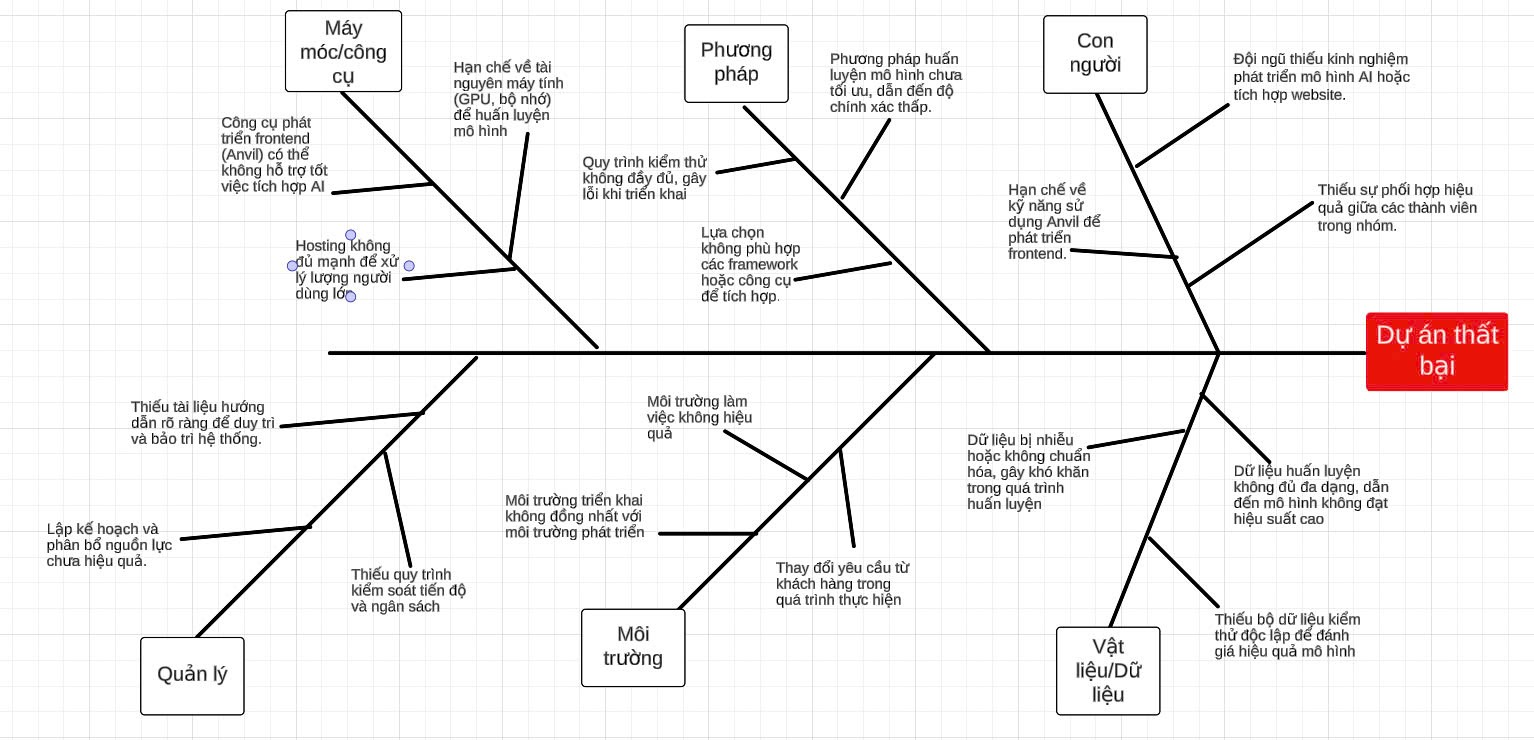 Máy
móc/công
cụ
Hạn chế về tài
nguyên máy tính
(GPU, bộ nhớ)
để huấn luyện
mô hình
Công cụ phát
triển frontend
(Anvil) có thể
không hỗ trợ tốt
việc tích hợp AI
Hosting không
đủ mạnh để xử
lý lượng người
dùng lớn
Phương
pháp
Phương pháp huấn
luyện mô hình chưa
tối ưu, dẫn đến độ
chính xác thấp.
Quy trình kiểm thử
không đầy đủ, gây
lỗi khi triển khai
Lựa chọn
không phù hợp
các framework
hoặc công cụ
để tích hợp.
Con
người
Đội ngũ thiếu kinh nghiệm
phát triển mô hình AI hoặc
tích hợp website.
Hạn chế về
kỹ năng sử
dụng Anvil để
phát triển
frontend.
Thiếu sự phối hợp hiệu
quả giữa các thành viên
trong nhóm.
Dự án thất
bại
Thiếu tài liệu hướng
dẫn rõ ràng để duy trì
và bảo trì hệ thống.
Lập kế hoạch và
phân bổ nguồn lực
chưa hiệu quả.
Thiếu quy trình
kiểm soát tiến độ
và ngân sách
Quản lý
Môi trường làm
việc không hiệu
quả
Môi trường triển khai
không đồng nhất với
môi trường phát triển
Thay đổi yêu cầu từ
khách hàng trong
quá trình thực hiện
Môi
trường
Dữ liệu bị nhiễu
hoặc không chuẩn
hóa, gây khó khăn
trong quá trình
huấn luyện
Dữ liệu huấn luyện
không đủ đa dạng, dẫn
đến mô hình không đạt
hiệu suất cao
Thiếu bộ dữ liệu kiểm
thử độc lập để đánh
giá hiệu quả mô hình
Vật
liệu/Dữ
liệu